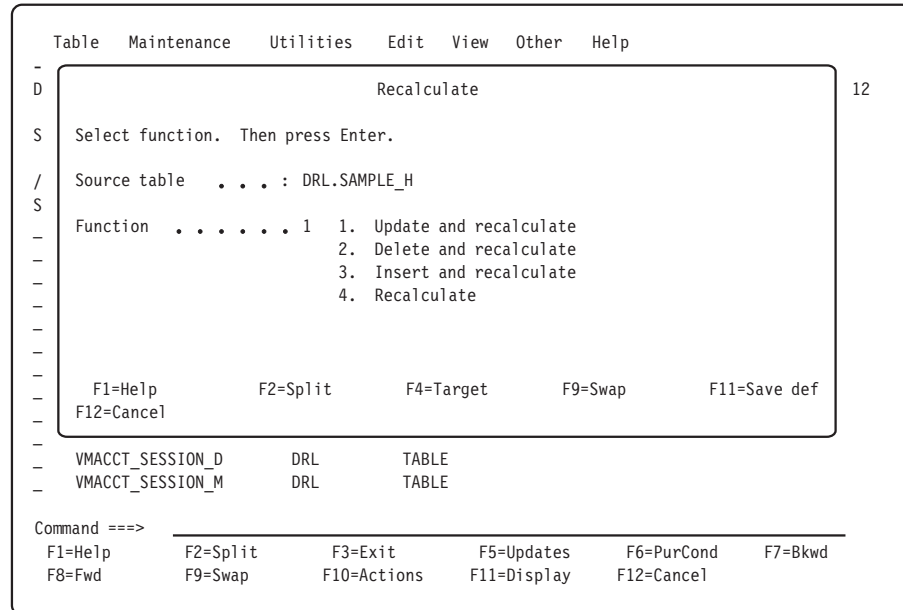 Table Maintenance Utilities Edit View Other Help
D Recalculate 12
S Select function. Then press Enter.
/ Source table . . . : DRL.SAMPLE_H
S
Function . . . . . . 1 1. Update and recalculate
2. Delete and recalculate
3. Insert and recalculate
4. Recalculate
F1=Help F2=Split F4=Target F9=Swap F11=Save def
F12=Cancel
_ VMACCT_SESSION_D DRL TABLE
_ VMACCT_SESSION_M DRL TABLE
Command ===>
F1=Help F2=Split F3=Exit F5=Updates F6=PurCond F7=Bkwd
F8=Fwd F9=Swap F10=Actions F11=Display F12=Cancel